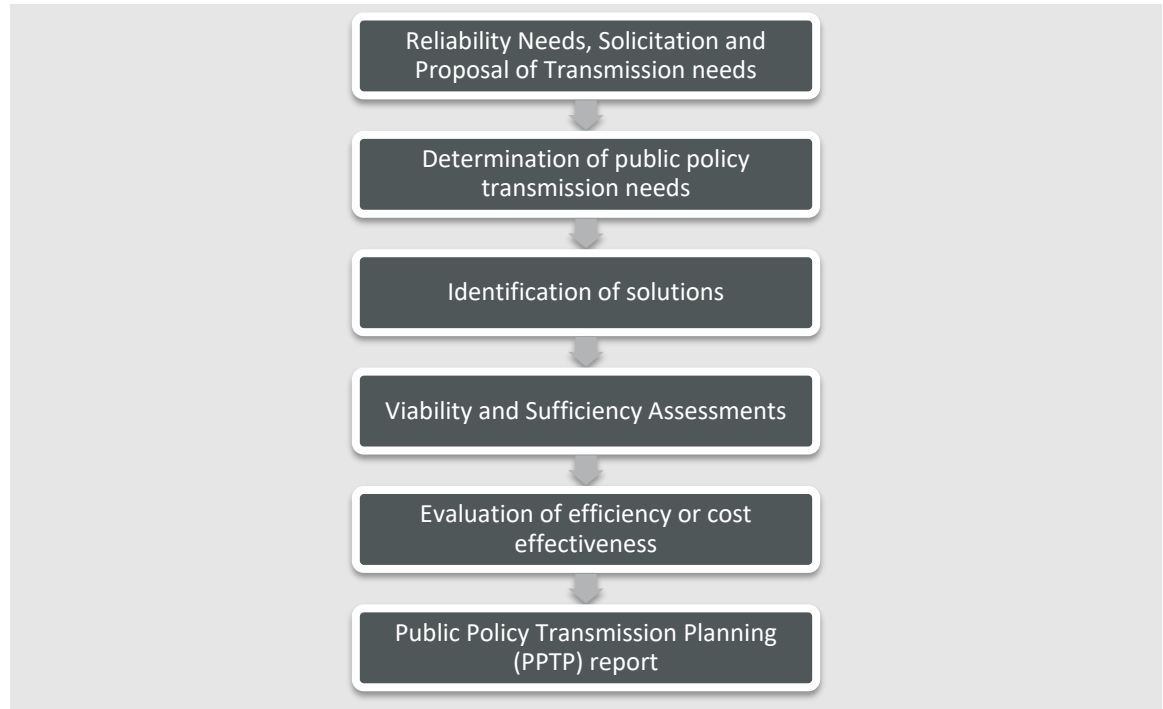 Reliability Needs, Solicitation and
Proposal of Transmission needs
Determination of public policy
transmission needs
Identification of solutions
Viability and Sufficiency Assessments
Evaluation of efficiency or cost
effectiveness
Public Policy Transmission Planning
(PPTP) report